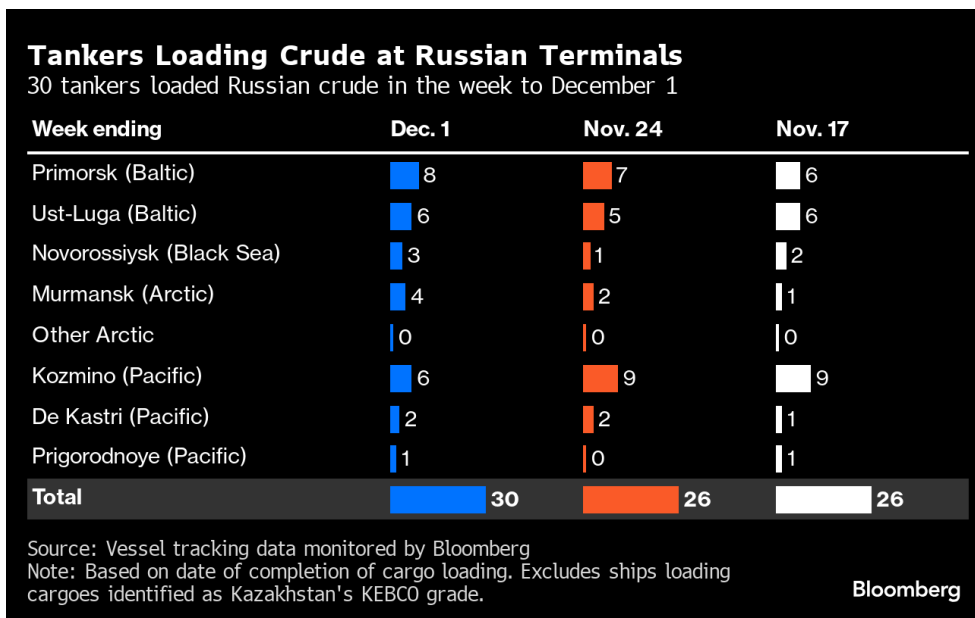 Tankers Loading Crude at Russian Terminals
30 tankers loaded Russian crude in the week to December 1
Week ending Dec. 1 Nov. 24 Nov. 17
Primorsk (Baltic) 8 7 6
Ust-Luga (Baltic) 6 5 6
Novorossiysk (Black Sea) 3 1 2
Murmansk (Arctic) 4 2 1
Other Arctic 0 0 0
Kozmino (Pacific) 6 9 9
De Kastri (Pacific) 2 2 1
Prigorodnoye (Pacific) 1 0 1
Total 30 26 26
Source: Vessel tracking data monitored by Bloomberg
Note: Based on date of completion of cargo loading. Excludes ships loading
cargoes identified as Kazakhstan's KEBCO grade.
Bloomberg